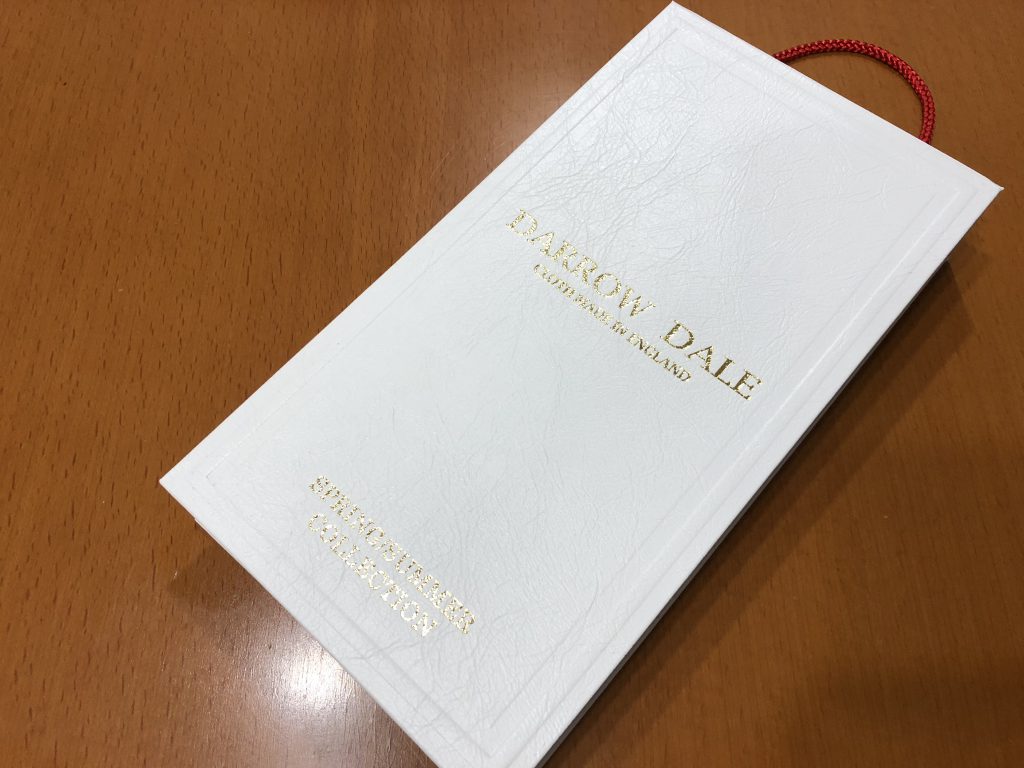 DARROW DALE
CLOTH MADE IN ENGLAND
SPRING/SUMMER
COLLECTION